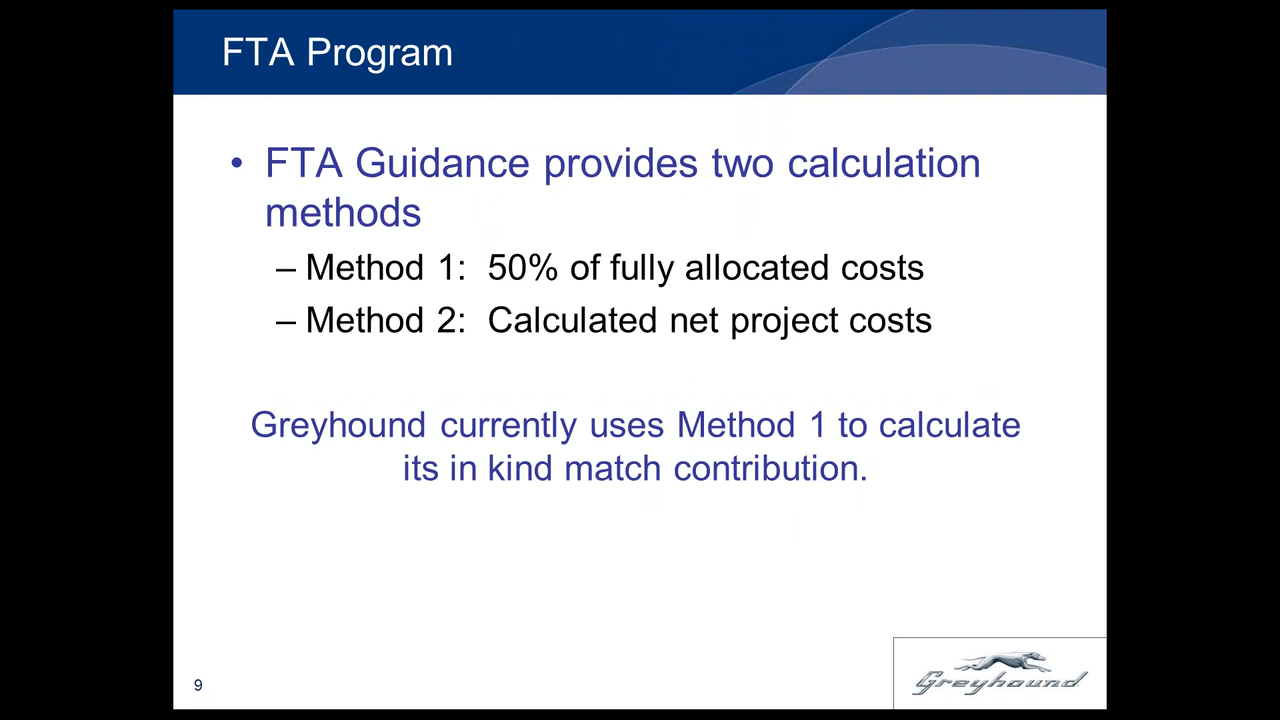 FTA Program
• FTA Guidance provides two calculation
methods
– Method 1: 50% of fully allocated costs
– Method 2: Calculated net project costs
Greyhound currently uses Method 1 to calculate
its in kind match contribution.
9
Greyhound